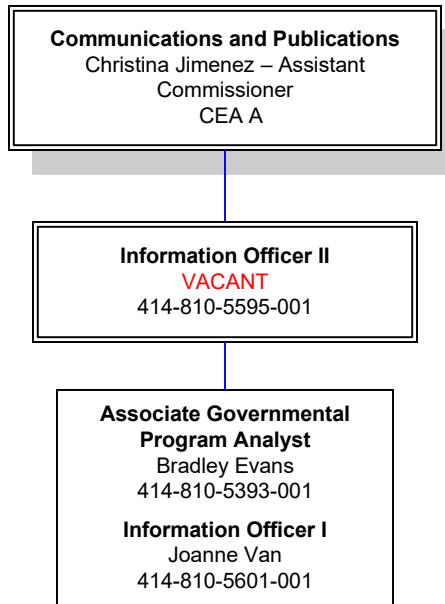 Communications and Publications
Christina Jimenez – Assistant
Commissioner
CEA A
Information Officer II
VACANT
414-810-5595-001
Associate Governmental
Program Analyst
Bradley Evans
414-810-5393-001
Information Officer I
Joanne Van
414-810-5601-001